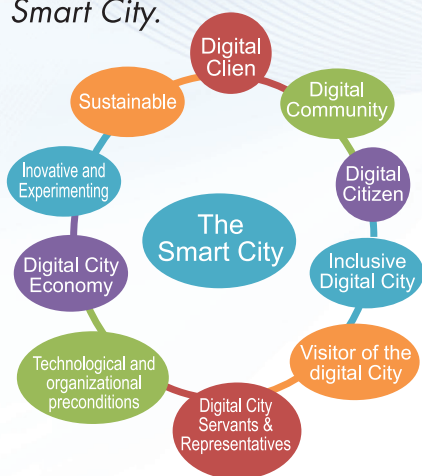 Smart City.
Digital
Clien
Digital
Community
Digital
Citizen
Inclusive
Digital City
Visitor of the
digital City
Digital City
Servants &
Representatives
Technological and
organizational
preconditions
Digital City
Economy
Inovative and
Experimenting
Sustainable
The
Smart City